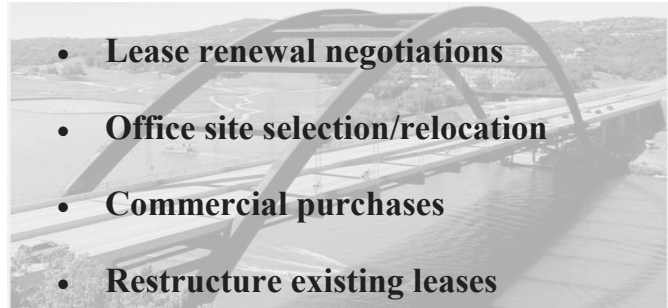 • Lease renewal negotiations
• Office site selection/relocation
• Commercial purchases
• Restructure existing leases